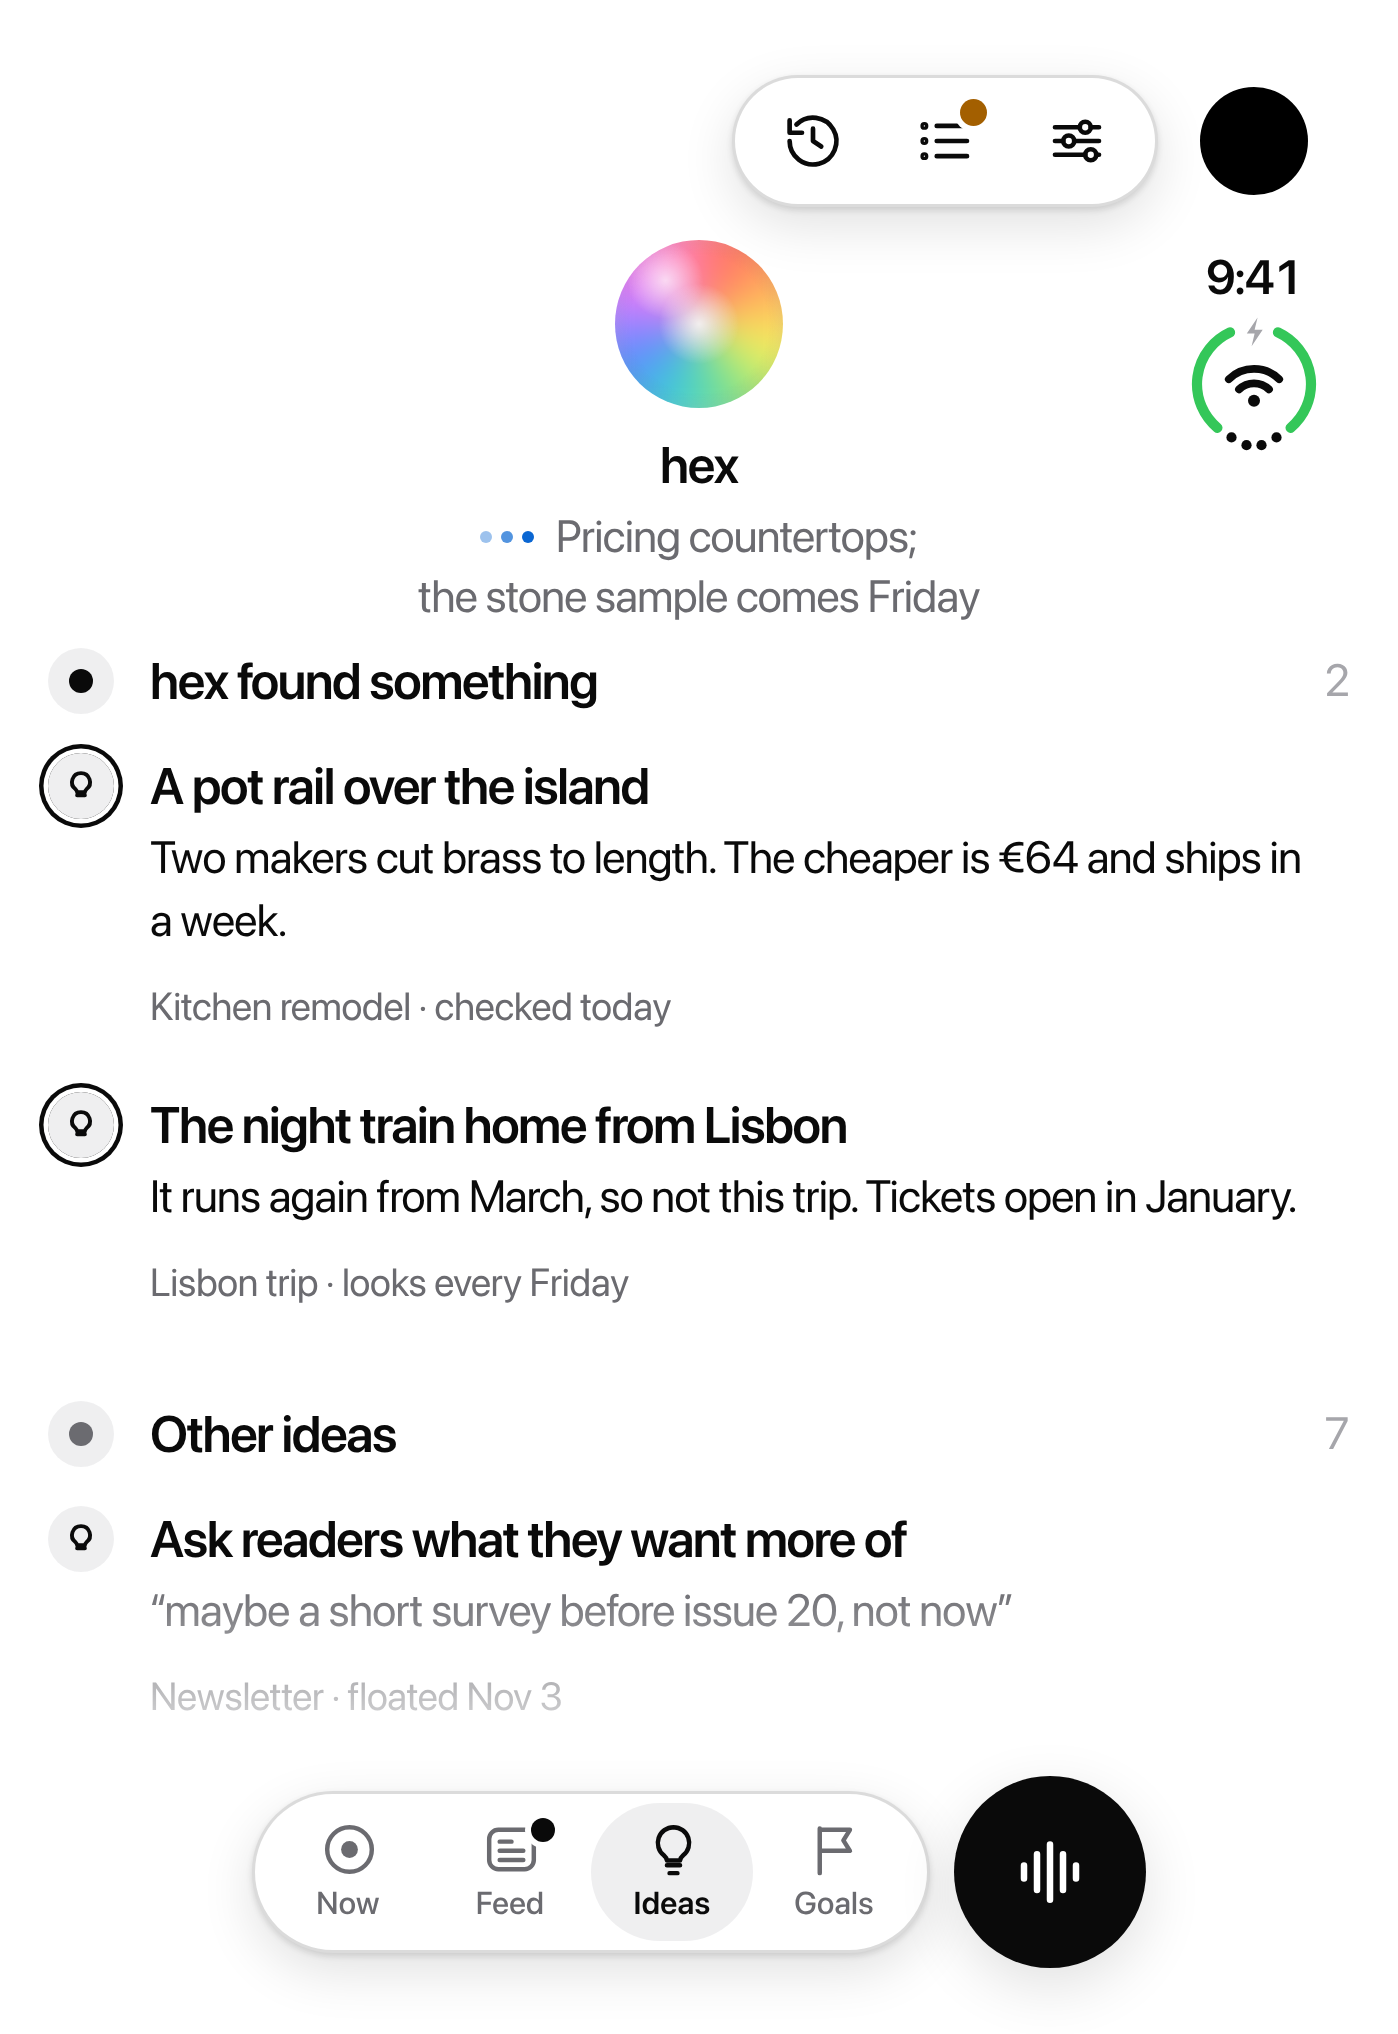 9:41
hex
Pricing countertops;
the stone sample comes Friday
hex found something
2
A pot rail over the island
Two makers cut brass to length. The cheaper is €64 and ships in
a week.
Kitchen remodel · checked today
The night train home from Lisbon
It runs again from March, so not this trip. Tickets open in January.
Lisbon trip · looks every Friday
Other ideas
7
Ask readers what they want more of
“maybe a short survey before issue 20, not now”
Newsletter · floated Nov 3
Now
Feed
Ideas
Goals